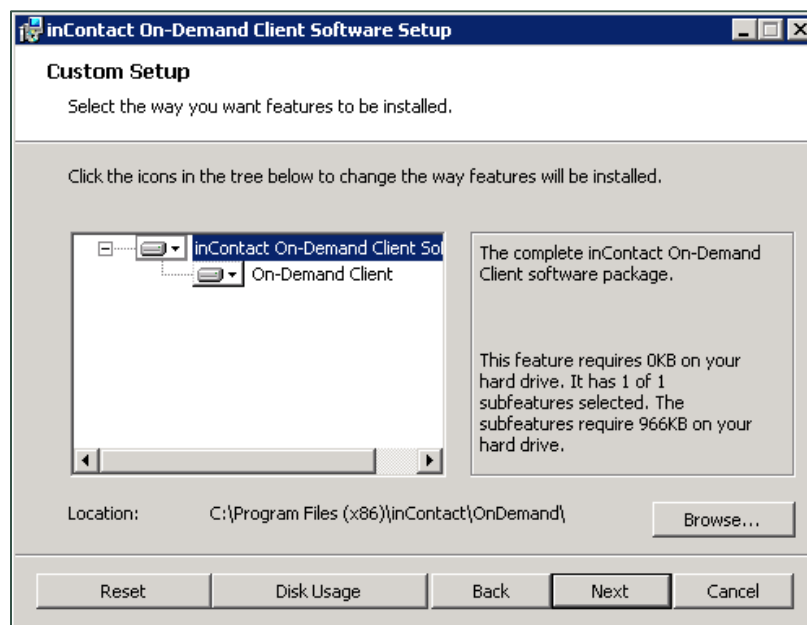 inContact On-Demand Client Software Setup
Custom Setup
Select the way you want features to be installed.
Click the icons in the tree below to change the way features will be installed.
inContact On-Demand Client Sof
On-Demand Client
The complete inContact On-Demand
Client software package.
This feature requires 0KB on your
hard drive. It has 1 of 1
subfeatures selected. The
subfeatures require 966KB on your
hard drive.
Location: C:\Program Files (x86)\inContact\OnDemand\
Browse...
Reset Disk Usage Back Next Cancel